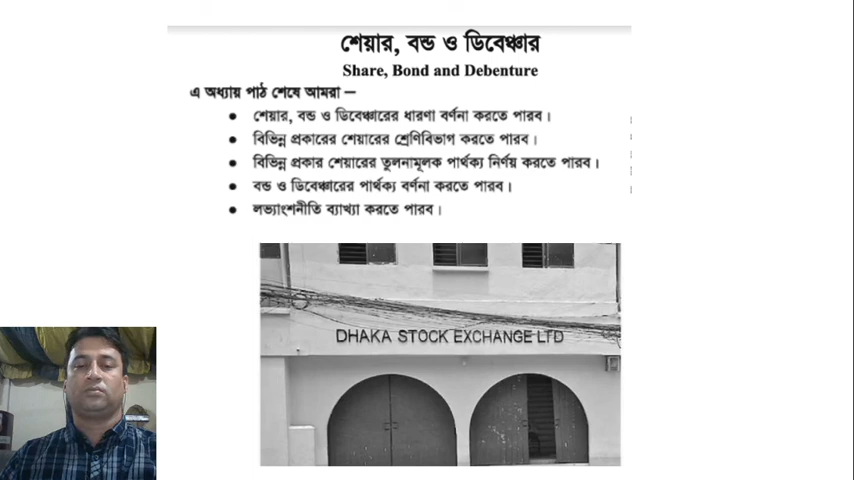 শেয়ার, বন্ড ও ডিবেঞ্চার
Share, Bond and Debenture
এ অধ্যায় পাঠ শেষে আমরা –
• শেয়ার, বন্ড ও ডিবেঞ্চারের ধারণা বর্ণনা করতে পারব।
• বিভিন্ন প্রকারের শেয়ারের শ্রেণিবিভাগ করতে পারব।
• বিভিন্ন প্রকার শেয়ারের তুলনামূলক পার্থক্য নির্ণয় করতে পারব।
• বন্ড ও ডিবেঞ্চারের পার্থক্য বর্ণনা করতে পারব।
• লভ্যাংশনীতি ব্যাখ্যা করতে পারব।
DHAKA STOCK EXCHANGE LTD